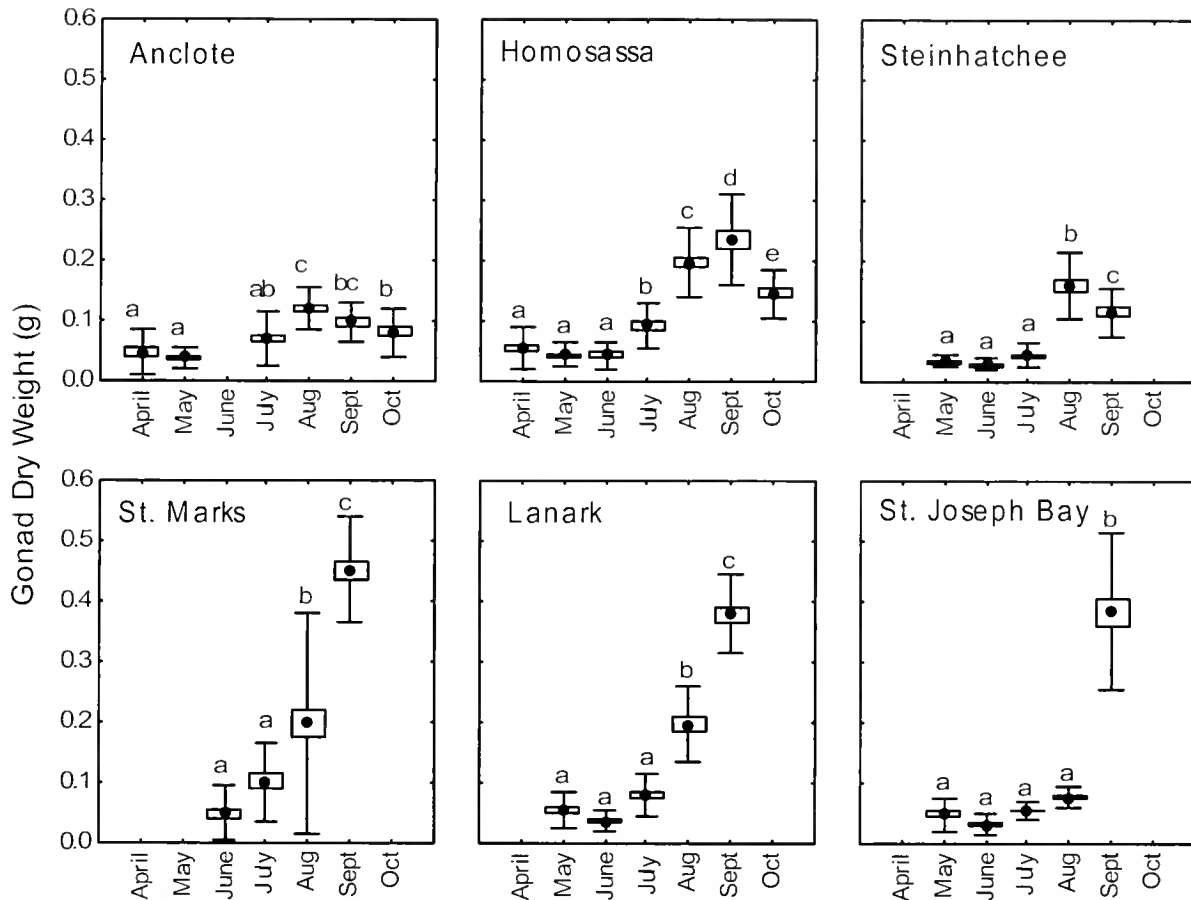 Gonad Dry Weight (g)
Anclote
Homosassa
Steinhatchee
0.6
0.5
0.4
0.3
0.2
0.1
0.0
a
a
ab
c
bc
b
a
a
a
b
c
d
e
a
a
a
b
c
April
May
June
July
Aug
Sept
Oct
April
May
June
July
Aug
Sept
Oct
April
May
June
July
Aug
Sept
Oct
St. Marks
Lanark
St. Joseph Bay
0.6
0.5
0.4
0.3
0.2
0.1
0.0
a
a
b
c
a
a
a
b
c
a
a
a
a
b
April
May
June
July
Aug
Sept
Oct
April
May
June
July
Aug
Sept
Oct
April
May
June
July
Aug
Sept
Oct